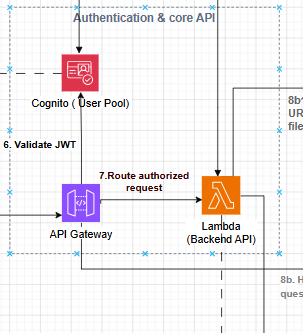 Authentication & core API
Cognito ( User Pool)
8b
UR
file
6. Validate JWT
7.Route authorized
request
API Gateway
Lambda
(Backend API)
8b. H
ques